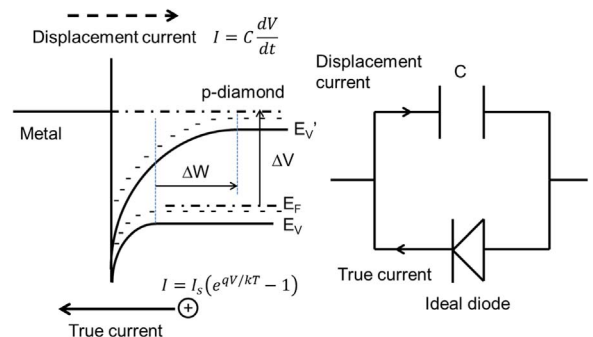 Displacement current
I = C dV/dt
p-diamond
Metal
E_V'
ΔV
ΔW
E_F
E_V
I = I_s(e^{qV/kT} − 1)
+
True current
Displacement
current
C
True current
Ideal diode